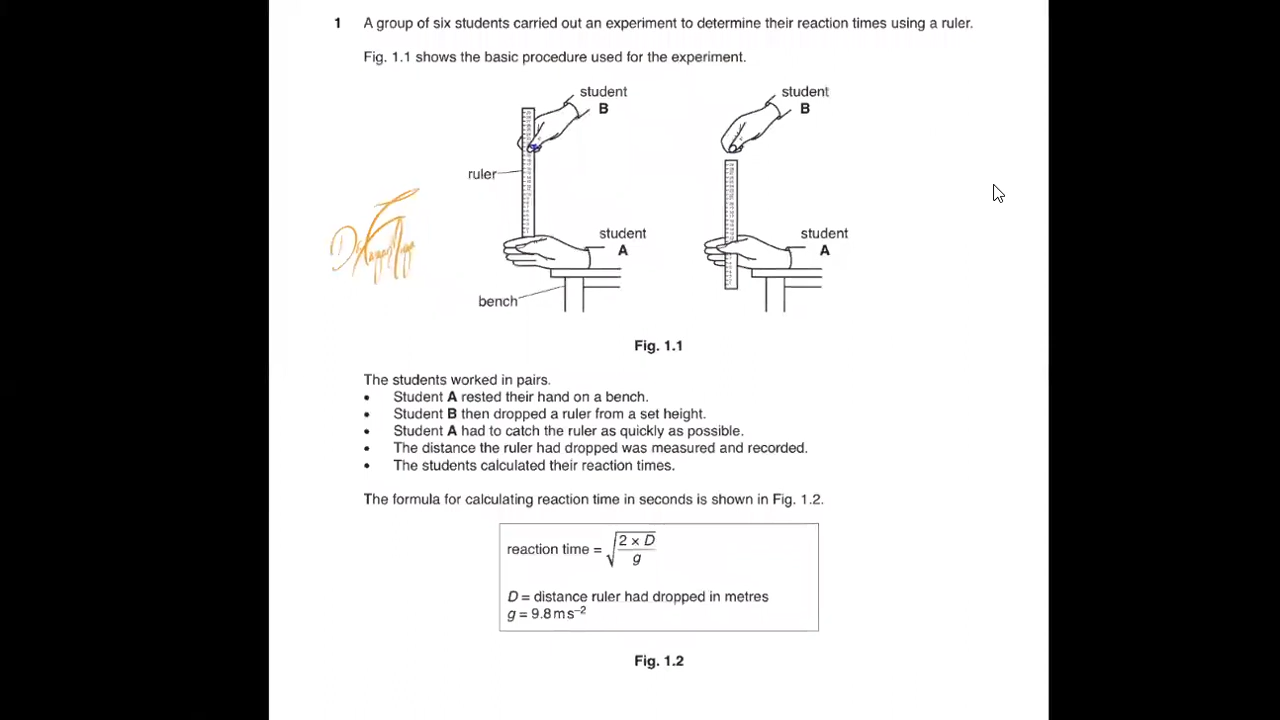 1 A group of six students carried out an experiment to determine their reaction times using a ruler.
Fig. 1.1 shows the basic procedure used for the experiment.
student
B
student
B
ruler
student
A
student
A
bench
Fig. 1.1
The students worked in pairs.
• Student A rested their hand on a bench.
• Student B then dropped a ruler from a set height.
• Student A had to catch the ruler as quickly as possible.
• The distance the ruler had dropped was measured and recorded.
• The students calculated their reaction times.
The formula for calculating reaction time in seconds is shown in Fig. 1.2.
reaction time = √(2 × D / g)
D = distance ruler had dropped in metres
g = 9.8 m s⁻²
Fig. 1.2